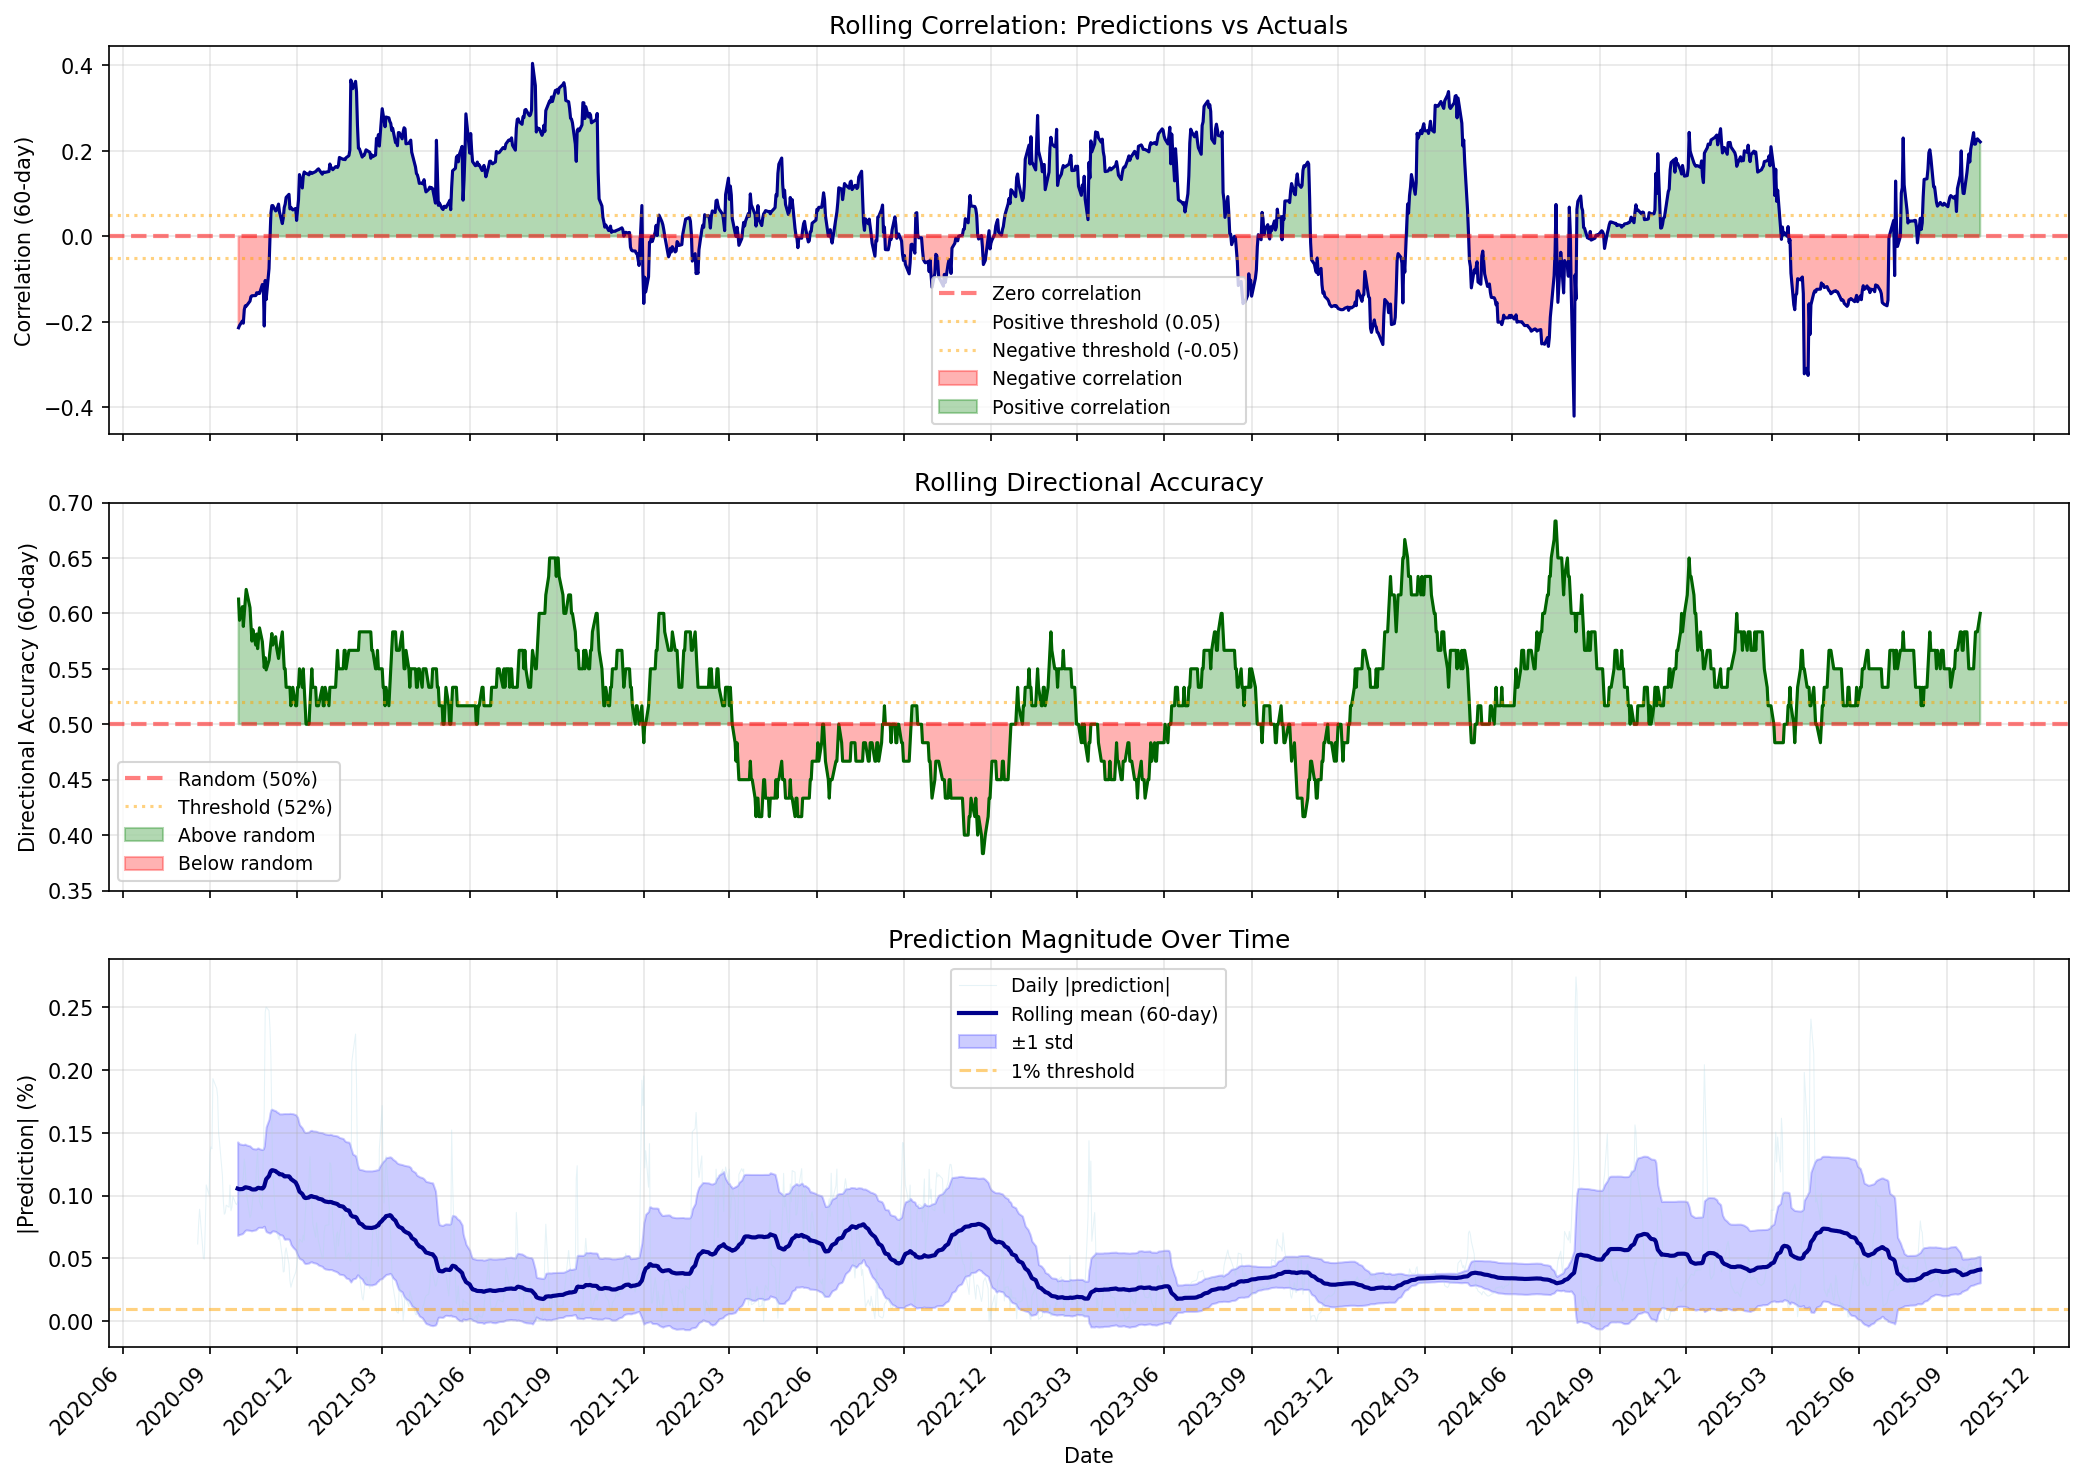 Rolling Correlation: Predictions vs Actuals
Correlation (60-day)
0.4
0.2
0.0
−0.2
−0.4
Zero correlation
Positive threshold (0.05)
Negative threshold (-0.05)
Negative correlation
Positive correlation
Rolling Directional Accuracy
Directional Accuracy (60-day)
0.70
0.65
0.60
0.55
0.50
0.45
0.40
0.35
Random (50%)
Threshold (52%)
Above random
Below random
Prediction Magnitude Over Time
|Prediction| (%)
0.25
0.20
0.15
0.10
0.05
0.00
Daily |prediction|
Rolling mean (60-day)
±1 std
1% threshold
2020-06
2020-09
2020-12
2021-03
2021-06
2021-09
2021-12
2022-03
2022-06
2022-09
2022-12
2023-03
2023-06
2023-09
2023-12
2024-03
2024-06
2024-09
2024-12
2025-03
2025-06
2025-09
2025-12
Date